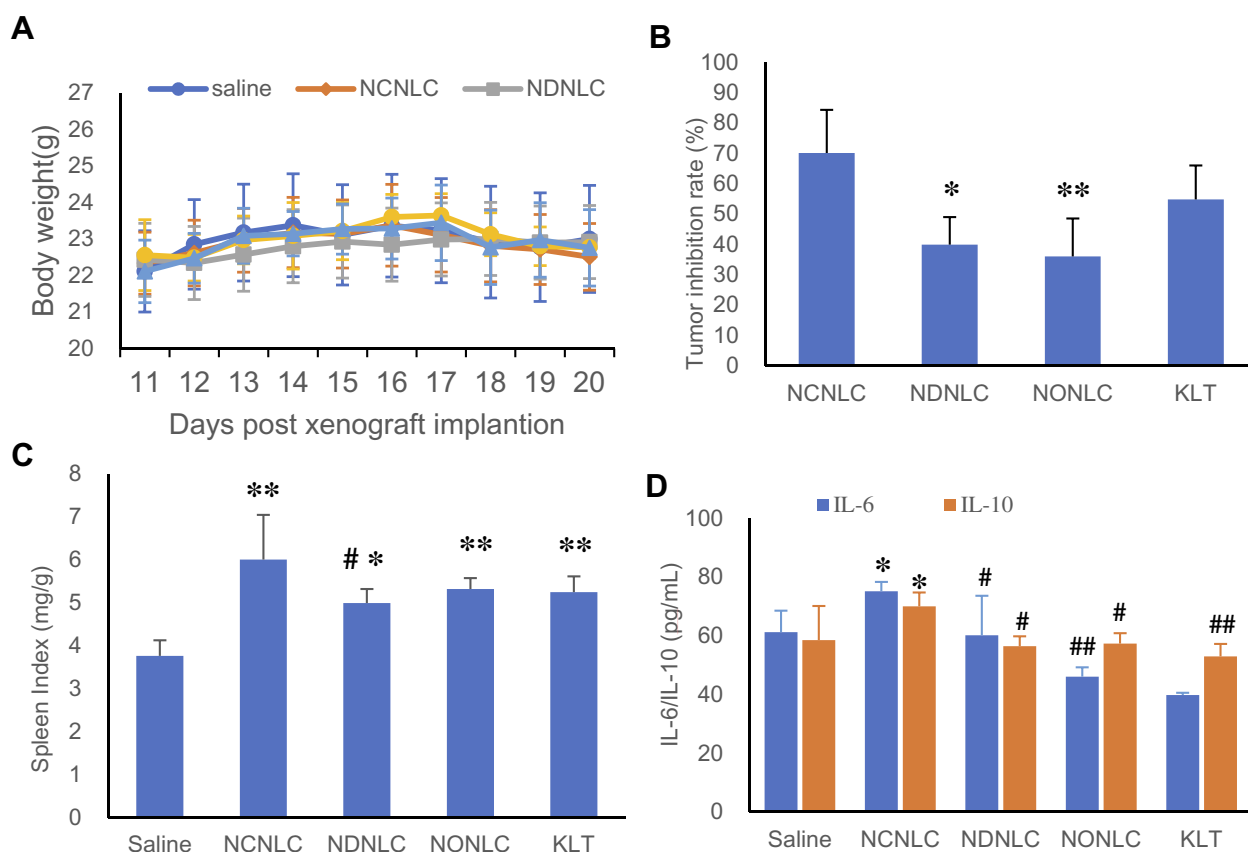 A
saline NCNLC NDNLC
Body weight(g)
27
26
25
24
23
22
21
20
11 12 13 14 15 16 17 18 19 20
Days post xenograft implantion
B
Tumor inhibition rate (%)
100
90
80
70
60
50
40
30
20
10
0
*
**
NCNLC NDNLC NONLC KLT
C
Spleen Index (mg/g)
8
7
6
5
4
3
2
1
0
**
# *
**
**
Saline NCNLC NDNLC NONLC KLT
D
IL-6 IL-10
IL-6/IL-10 (pg/mL)
100
80
60
40
20
0
* *
# #
## #
##
Saline NCNLC NDNLC NONLC KLT